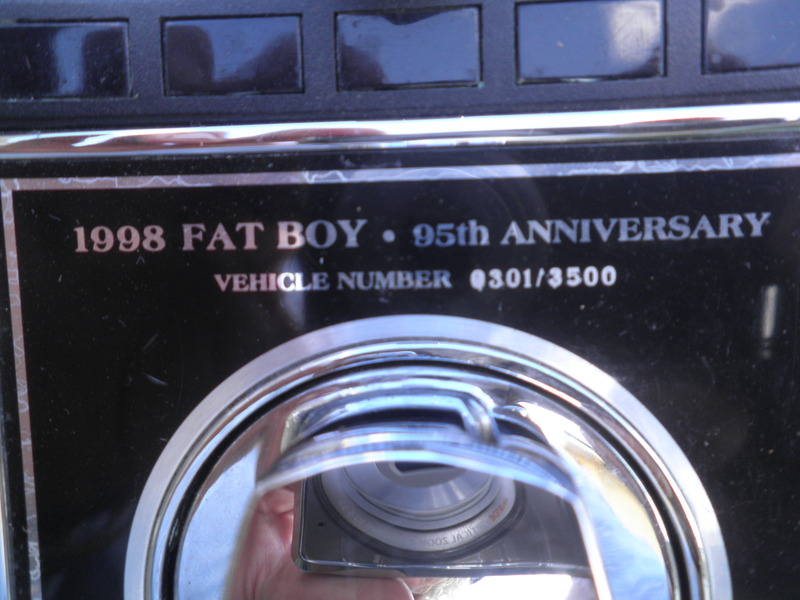 1998 FAT BOY • 95th ANNIVERSARY
VEHICLE NUMBER 0301/3500